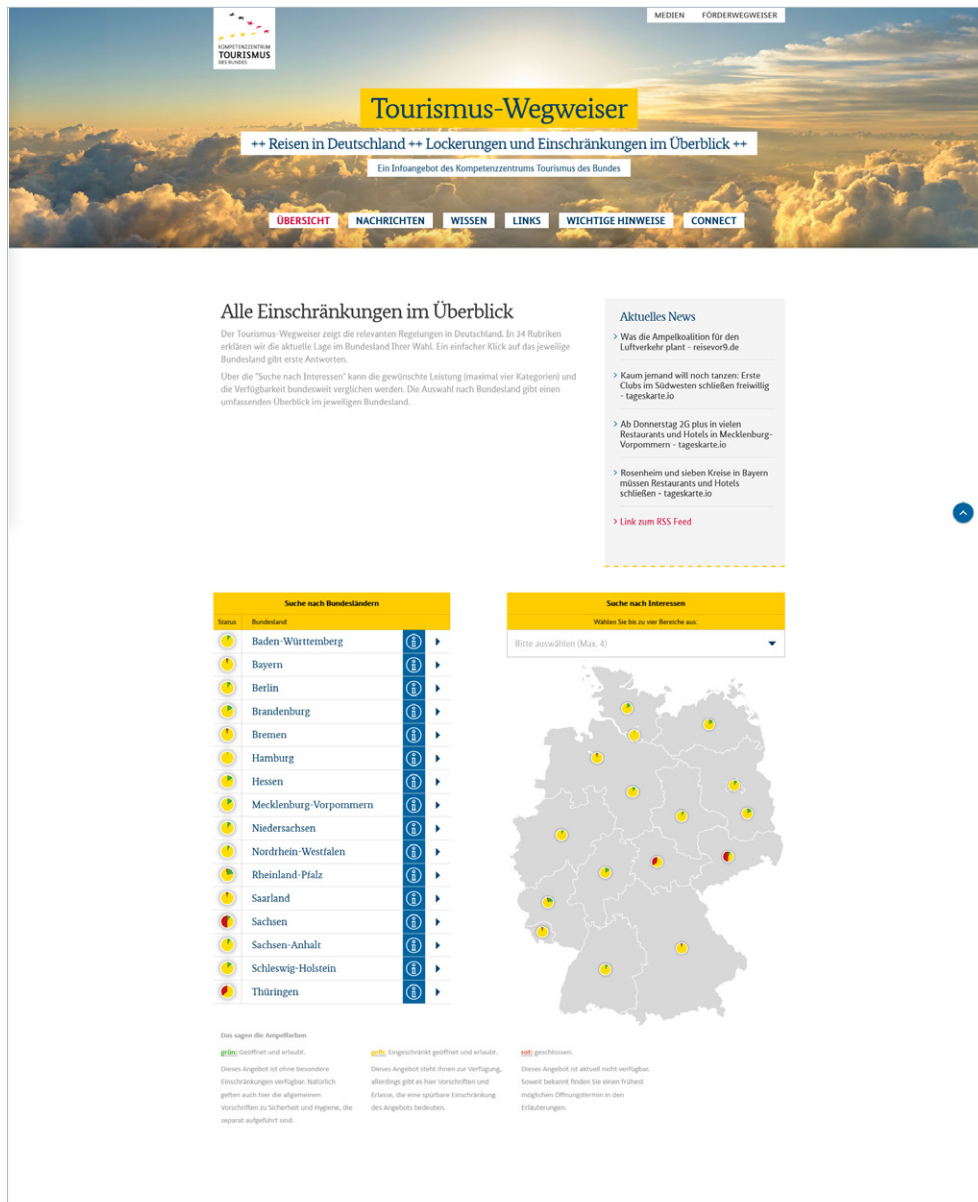 KOMPETENZZENTRUM
TOURISMUS
DES BUNDES
MEDIEN FÖRDERWEGWEISER
Tourismus-Wegweiser
++ Reisen in Deutschland ++ Lockerungen und Einschränkungen im Überblick ++
Ein Infoangebot des Kompetenzzentrums Tourismus des Bundes
ÜBERSICHT NACHRICHTEN WISSEN LINKS WICHTIGE HINWEISE CONNECT
Alle Einschränkungen im Überblick
Der Tourismus-Wegweiser zeigt die relevanten Regelungen in Deutschland. In 34 Rubriken
erklären wir die aktuelle Lage im Bundesland Ihrer Wahl. Ein einfacher Klick auf das jeweilige
Bundesland gibt erste Antworten.
Über die "Suche nach Interessen" kann die gewünschte Leistung (maximal vier Kategorien) und
die Verfügbarkeit bundesweit verglichen werden. Die Auswahl nach Bundesland gibt einen
umfassenden Überblick im jeweiligen Bundesland.
Aktuelles News
> Was die Ampelkoalition für den
Luftverkehr plant - reisevor9.de
> Kaum jemand will noch tanzen: Erste
Clubs im Südwesten schließen freiwillig
- tageskarte.io
> Ab Donnerstag 2G plus in vielen
Restaurants und Hotels in Mecklenburg-
Vorpommern - tageskarte.io
> Rosenheim und sieben Kreise in Bayern
müssen Restaurants und Hotels
schließen - tageskarte.io
> Link zum RSS Feed
Suche nach Bundesländern
Status Bundesland
Baden-Württemberg
Bayern
Berlin
Brandenburg
Bremen
Hamburg
Hessen
Mecklenburg-Vorpommern
Niedersachsen
Nordrhein-Westfalen
Rheinland-Pfalz
Saarland
Sachsen
Sachsen-Anhalt
Schleswig-Holstein
Thüringen
Suche nach Interessen
Wählen Sie bis zu vier Bereiche aus:
Bitte auswählen (Max. 4)
Das sagen die Ampelfarben
grün: Geöffnet und erlaubt.
Dieses Angebot ist ohne besondere
Einschränkungen verfügbar. Natürlich
gelten auch hier die allgemeinen
Vorschriften zu Sicherheit und Hygiene, die
separat aufgeführt sind.
gelb: Eingeschränkt geöffnet und erlaubt.
Dieses Angebot steht Ihnen zur Verfügung,
allerdings gibt es hier Vorschriften und
Erlasse, die eine spürbare Einschränkung
des Angebots bedeuten.
rot: geschlossen.
Dieses Angebot ist aktuell nicht verfügbar.
Soweit bekannt finden Sie einen frühest
möglichen Öffnungstermin in den
Erläuterungen.